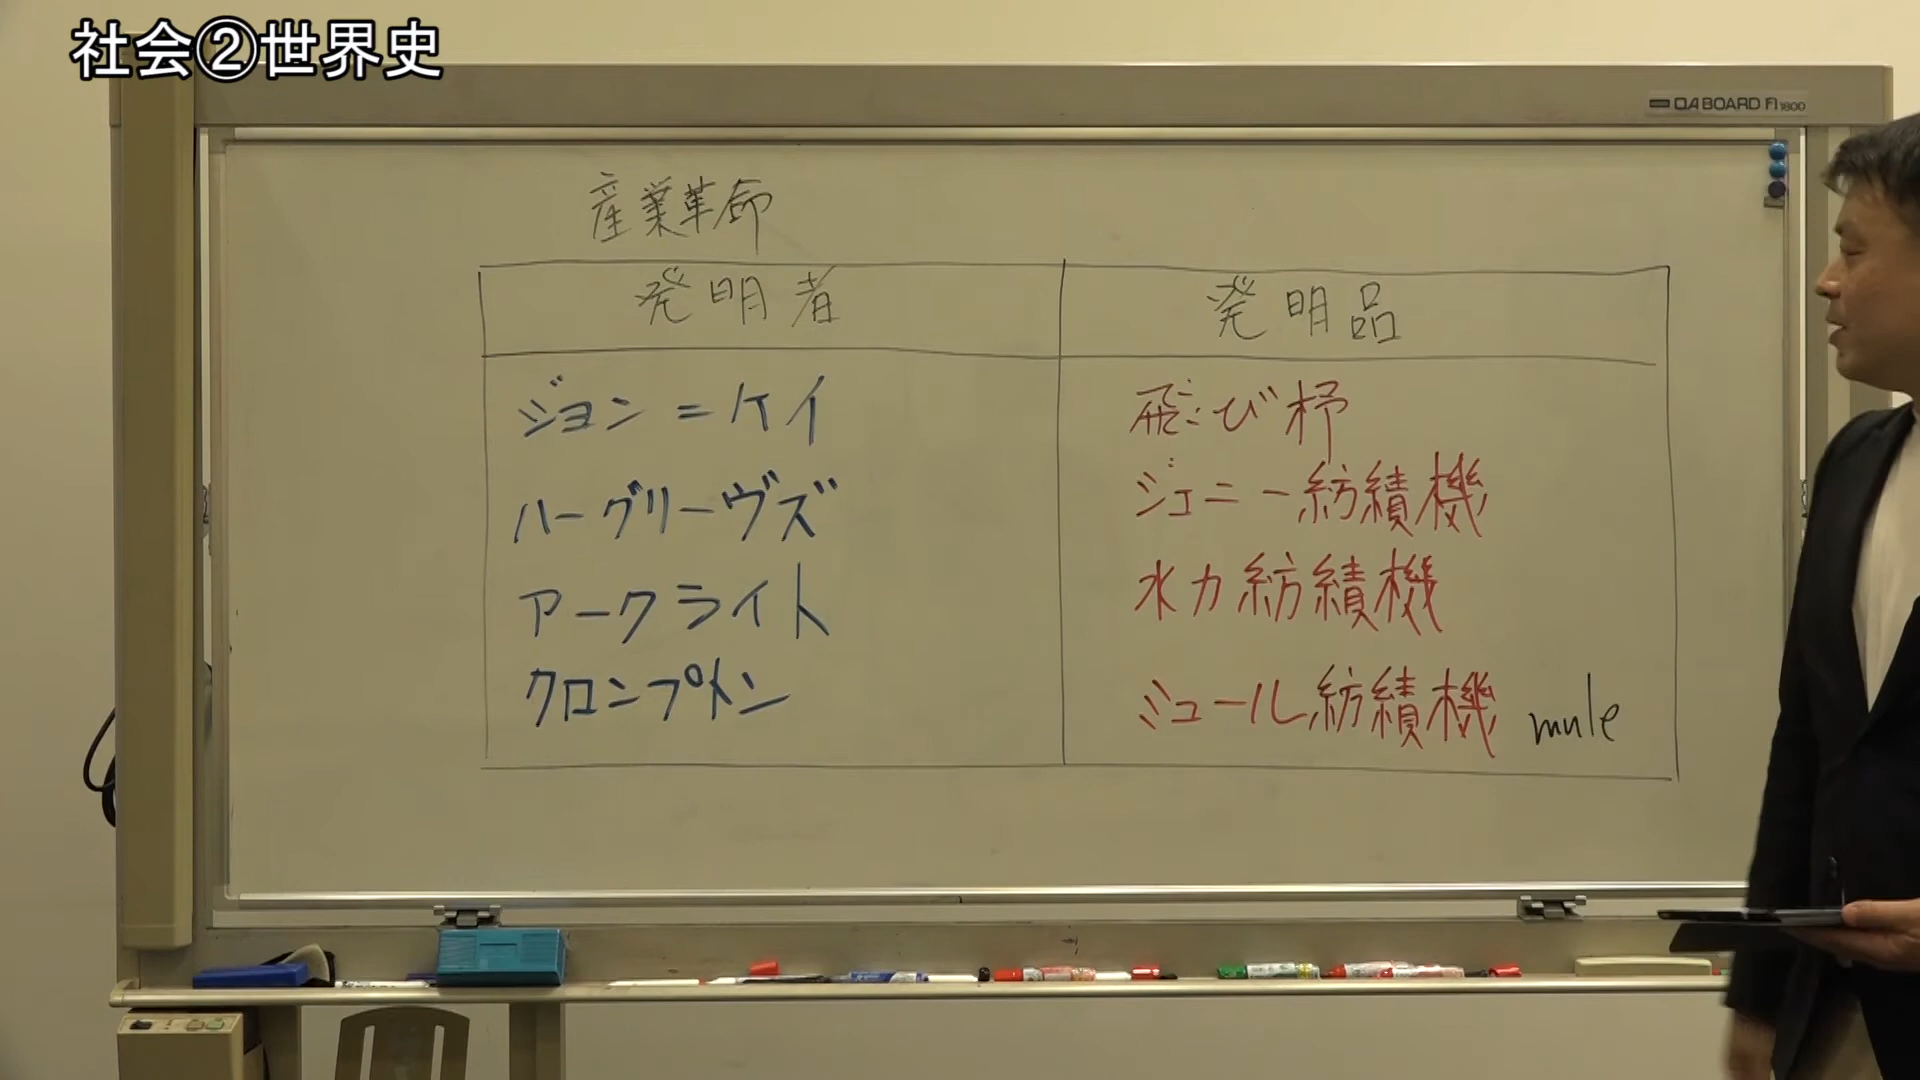 社会②世界史
OA BOARD Fi 1800
産業革命
発明者 発明品
ジョン=ケイ 飛び杼
ハーグリーヴズ ジェニー紡績機
アークライト 水力紡績機
クロンプトン ミュール紡績機 mule